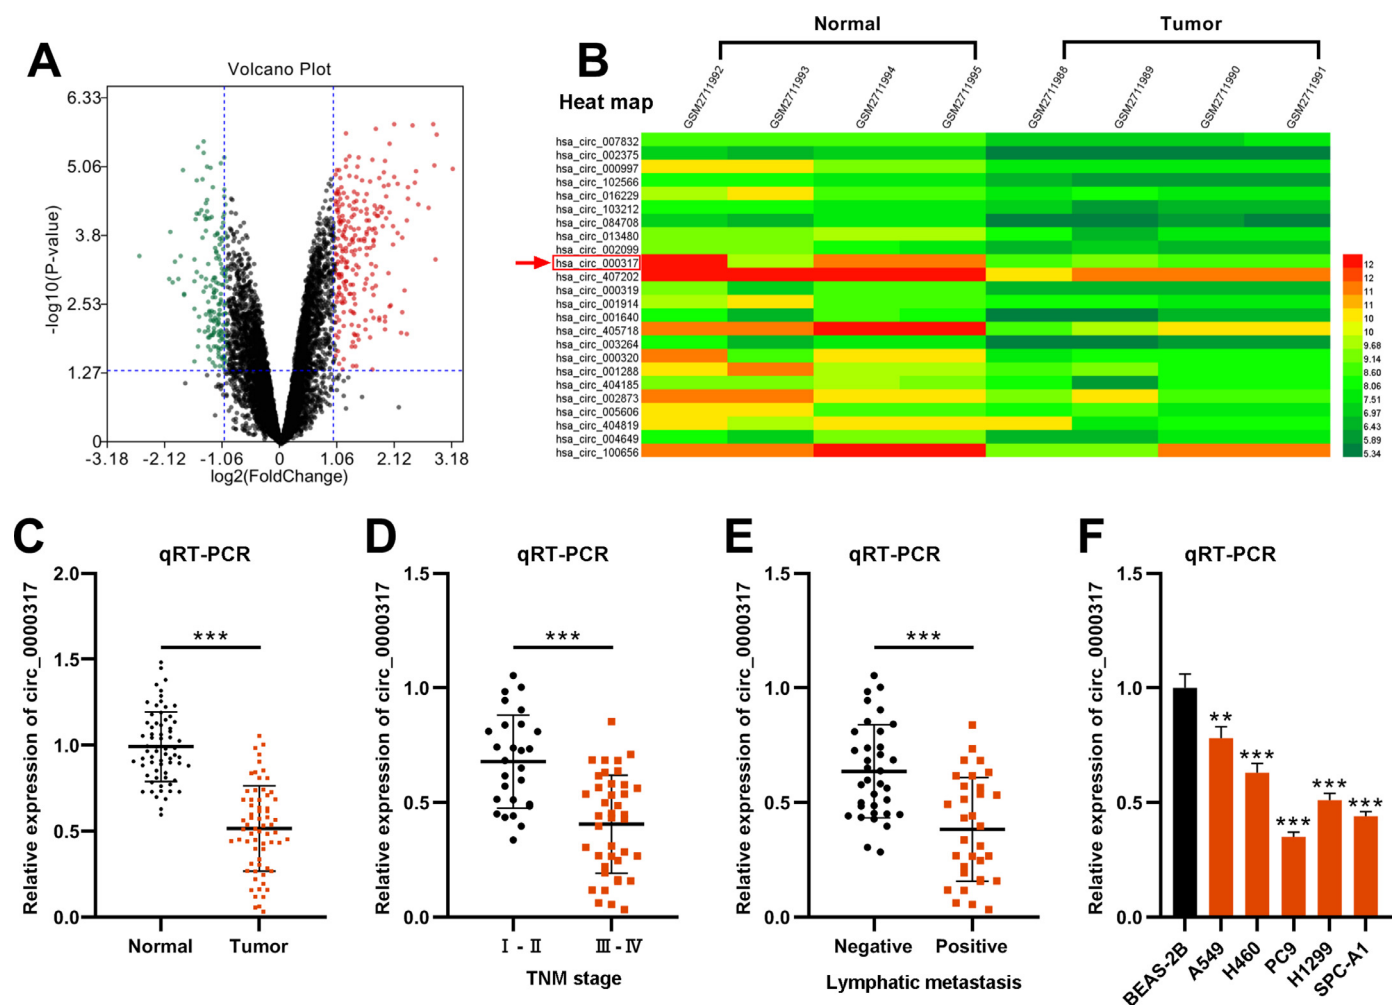 A
Volcano Plot
-log10(P-value)
6.33
5.06
3.8
2.53
1.27
0
-3.18 -2.12 -1.06 0 1.06 2.12 3.18
log2(FoldChange)
B
Normal Tumor
Heat map
GSM2711992 GSM2711993 GSM2711994 GSM2711995 GSM2711988 GSM2711989 GSM2711990 GSM2711991
hsa_circ_007832
hsa_circ_002375
hsa_circ_000997
hsa_circ_102566
hsa_circ_016229
hsa_circ_103212
hsa_circ_084708
hsa_circ_013480
hsa_circ_002099
hsa_circ_000317
hsa_circ_407202
hsa_circ_000319
hsa_circ_001914
hsa_circ_001640
hsa_circ_405718
hsa_circ_003264
hsa_circ_000320
hsa_circ_001288
hsa_circ_404185
hsa_circ_002873
hsa_circ_005606
hsa_circ_404819
hsa_circ_004649
hsa_circ_100656
12
12
11
11
10
10
9.68
9.14
8.60
8.06
7.51
6.97
6.43
5.89
5.34
C
qRT-PCR
Relative expression of circ_0000317
2.0
1.5
1.0
0.5
0.0
***
Normal Tumor
D
qRT-PCR
Relative expression of circ_0000317
1.5
1.0
0.5
0.0
***
Ⅰ - Ⅱ Ⅲ - Ⅳ
TNM stage
E
qRT-PCR
Relative expression of circ_0000317
1.5
1.0
0.5
0.0
***
Negative Positive
Lymphatic metastasis
F
qRT-PCR
Relative expression of circ_0000317
1.5
1.0
0.5
0.0
** *** *** *** ***
BEAS-2B A549 H460 PC9 H1299 SPC-A1